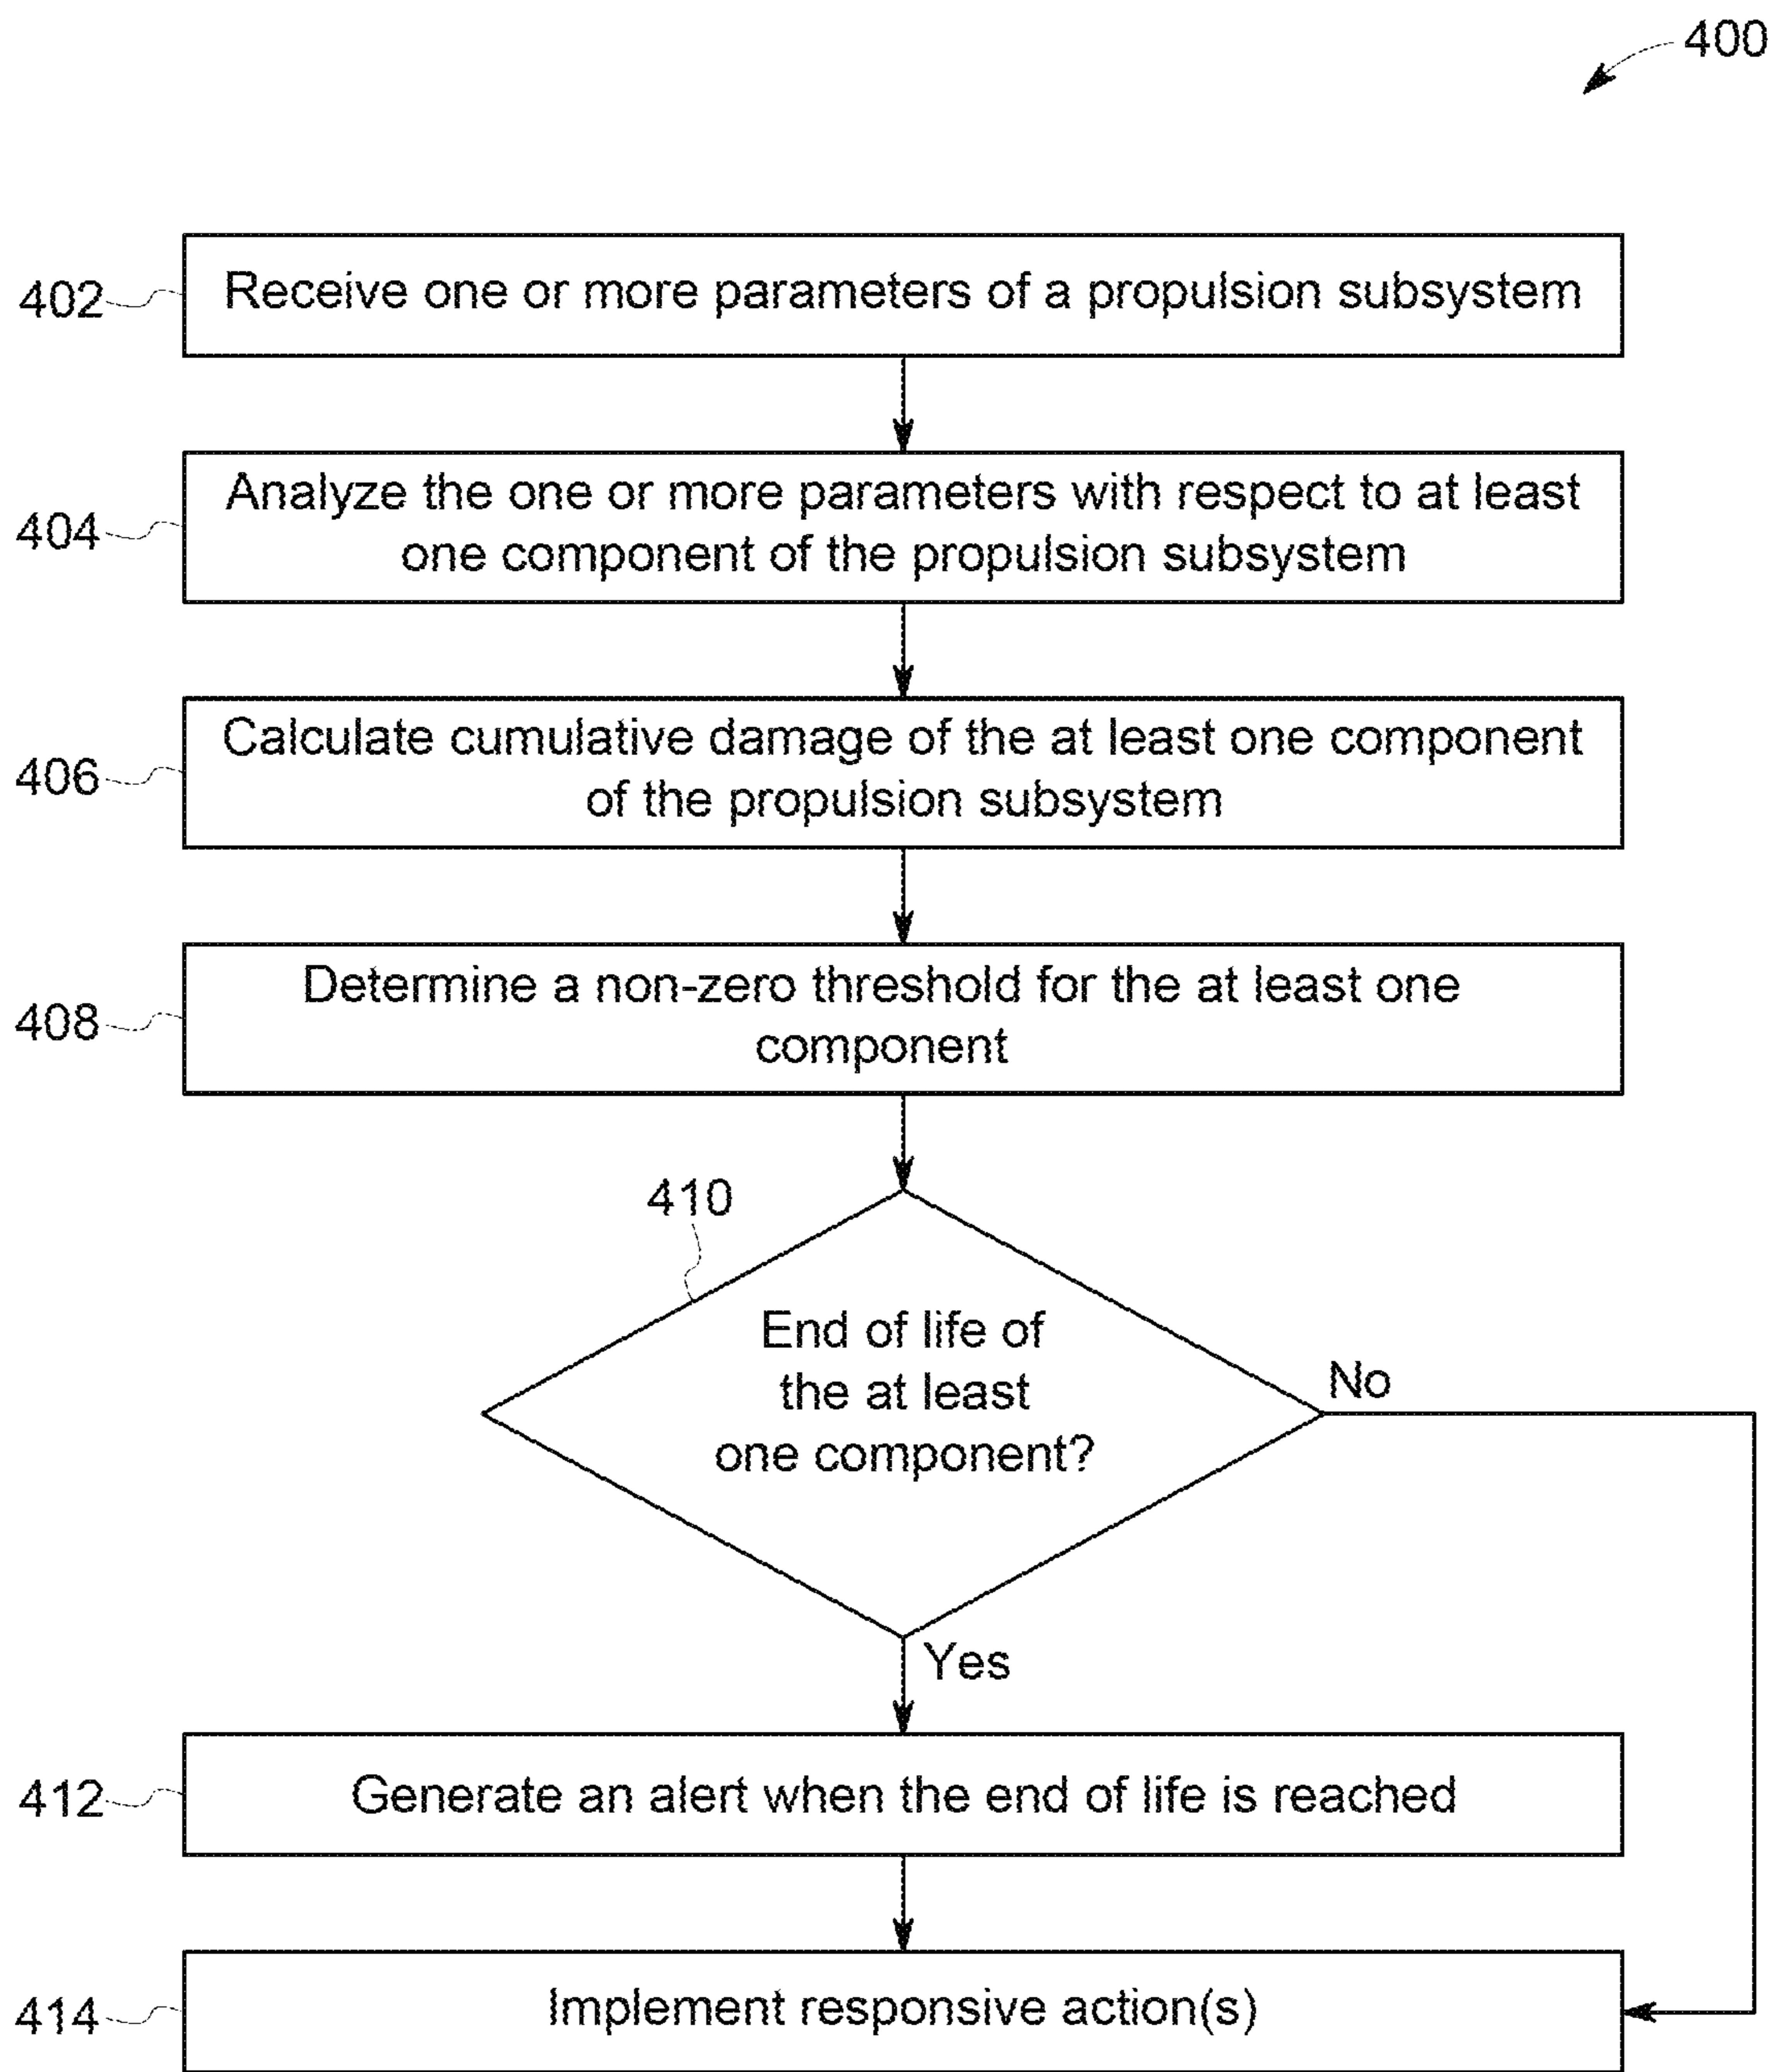 400
402
Receive one or more parameters of a propulsion subsystem
404
Analyze the one or more parameters with respect to at least
one component of the propulsion subsystem
406
Calculate cumulative damage of the at least one component
of the propulsion subsystem
408
Determine a non-zero threshold for the at least one
component
410
End of life of
the at least
one component?
No
Yes
412
Generate an alert when the end of life is reached
414
Implement responsive action(s)